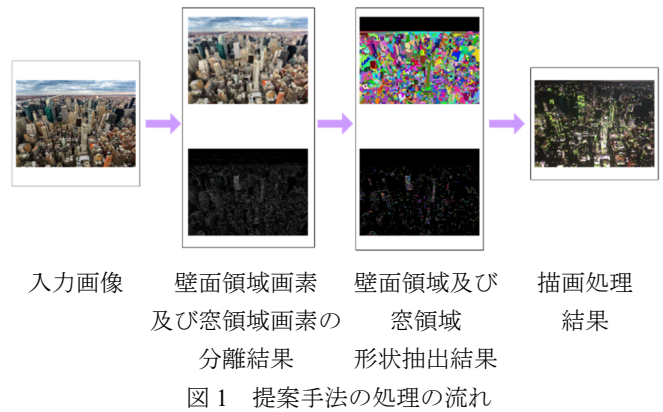 入力画像
壁面領域画素
及び窓領域画素の
分離結果
壁面領域及び
窓領域
形状抽出結果
描画処理
結果
図1 提案手法の処理の流れ